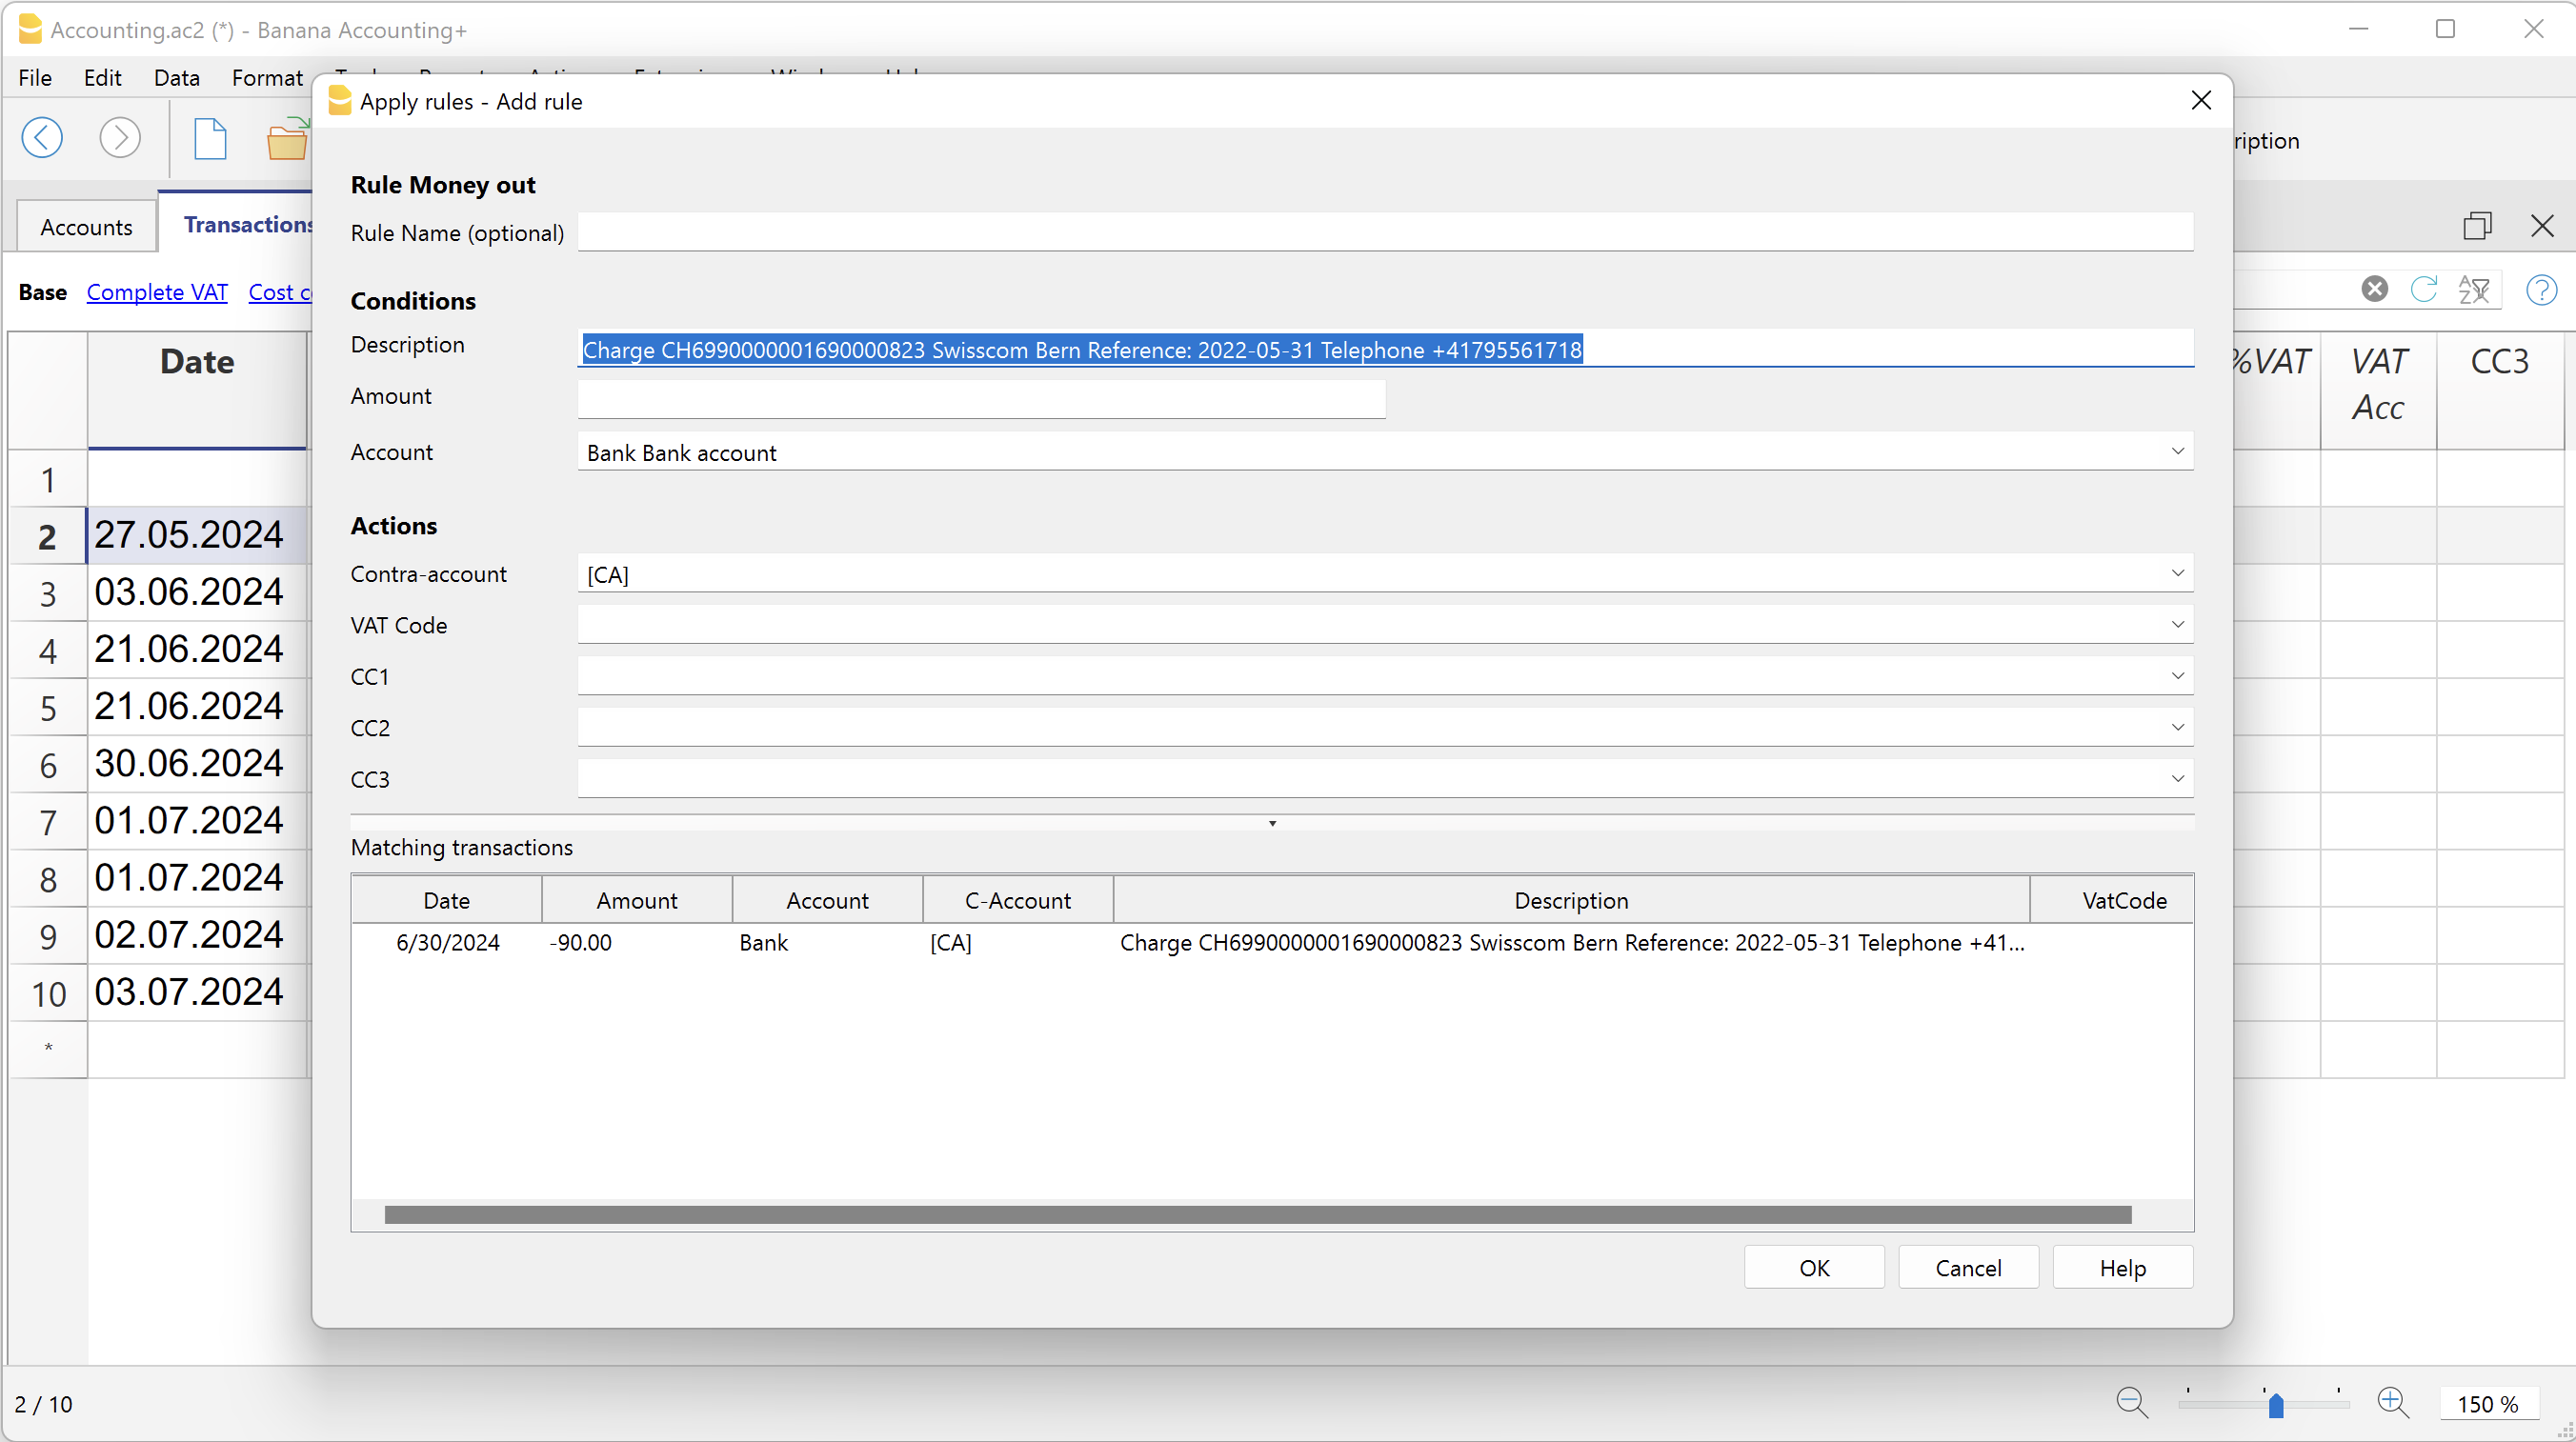 Accounting.ac2 (*) - Banana Accounting+
File Edit Data Format
Apply rules - Add rule
ription
Accounts Transactions
Base Complete VAT Cost c
Rule Money out
Rule Name (optional)
Conditions
Description Charge CH6990000001690000823 Swisscom Bern Reference: 2022-05-31 Telephone +41795561718
Amount
Account Bank Bank account
Actions
Contra-account [CA]
VAT Code
CC1
CC2
CC3
Matching transactions
Date Amount Account C-Account Description VatCode
6/30/2024 -90.00 Bank [CA] Charge CH6990000001690000823 Swisscom Bern Reference: 2022-05-31 Telephone +41...
OK Cancel Help
Date %VAT VAT Acc CC3
1
2 27.05.2024
3 03.06.2024
4 21.06.2024
5 21.06.2024
6 30.06.2024
7 01.07.2024
8 01.07.2024
9 02.07.2024
10 03.07.2024
*
2 / 10
150 %